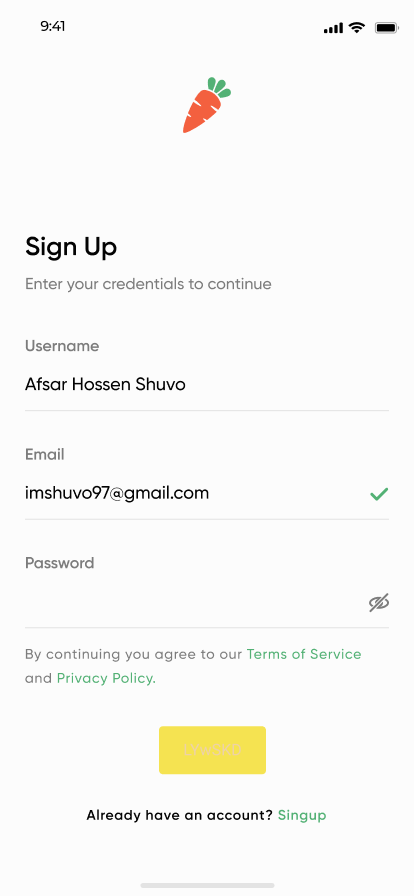 9:41
Sign Up
Enter your credentials to continue
Username
Afsar Hossen Shuvo
Email
imshuvo97@gmail.com
Password
By continuing you agree to our Terms of Service
and Privacy Policy.
Already have an account? Singup